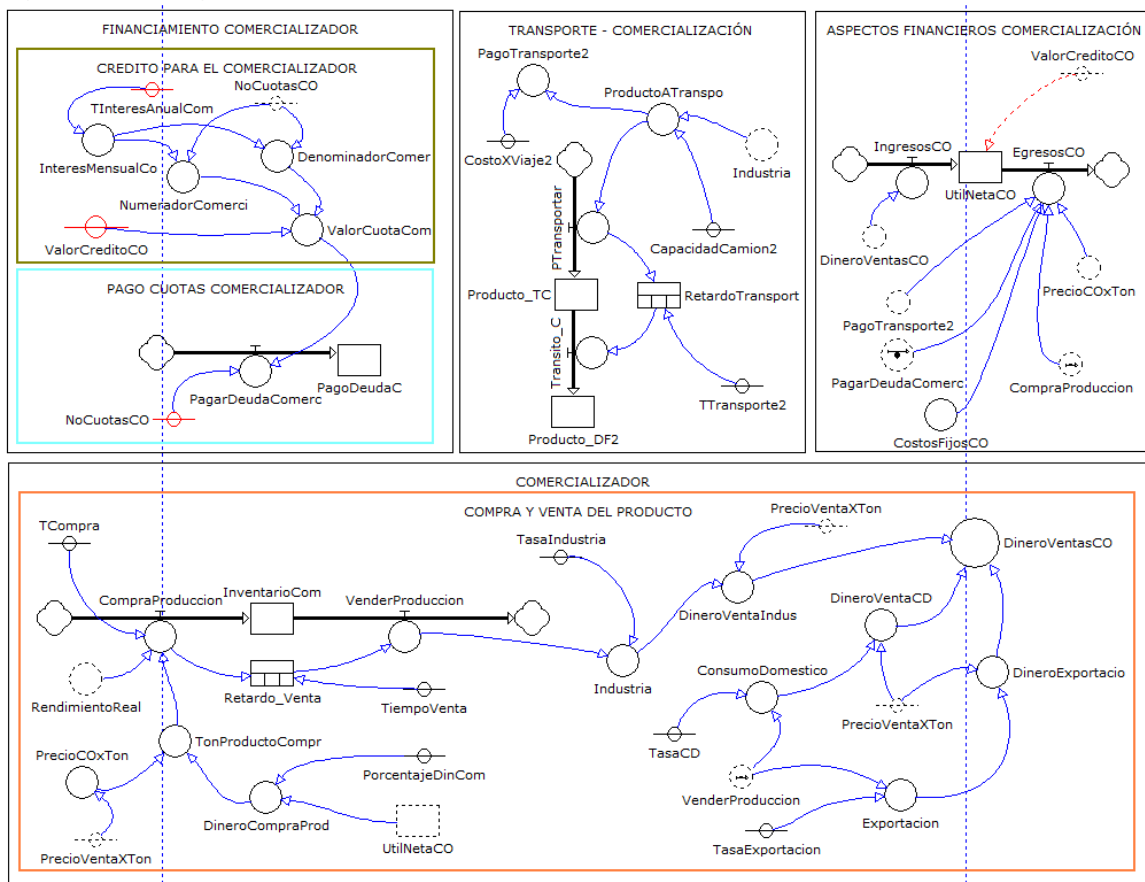 FINANCIAMIENTO COMERCIALIZADOR
CREDITO PARA EL COMERCIALIZADOR
NoCuotasCO
TInteresAnualCom
InteresMensualCo
DenominadorComer
NumeradorComerci
ValorCreditoCO
ValorCuotaCom
PAGO CUOTAS COMERCIALIZADOR
PagoDeudaC
PagarDeudaComerc
NoCuotasCO
TRANSPORTE - COMERCIALIZACIÓN
PagoTransporte2
ProductoATranspo
CostoXViaje2
Industria
PTransportar
CapacidadCamion2
Producto_TC
RetardoTransport
Transito_C
TTransporte2
Producto_DF2
ASPECTOS FINANCIEROS COMERCIALIZACIÓN
ValorCreditoCO
IngresosCO
EgresosCO
UtilNetaCO
DineroVentasCO
PrecioCOxTon
PagoTransporte2
PagarDeudaComerc
CompraProduccion
CostosFijosCO
COMERCIALIZADOR
COMPRA Y VENTA DEL PRODUCTO
TCompra
TasaIndustria
PrecioVentaXTon
DineroVentasCO
CompraProduccion
InventarioCom
VenderProduccion
DineroVentaIndus
DineroVentaCD
RendimientoReal
Retardo_Venta
TiempoVenta
Industria
ConsumoDomestico
DineroExportacio
PrecioVentaXTon
TasaCD
PrecioCOxTon
TonProductoCompr
PorcentajeDinCom
VenderProduccion
DineroCompraProd
UtilNetaCO
Exportacion
PrecioVentaXTon
TasaExportacion